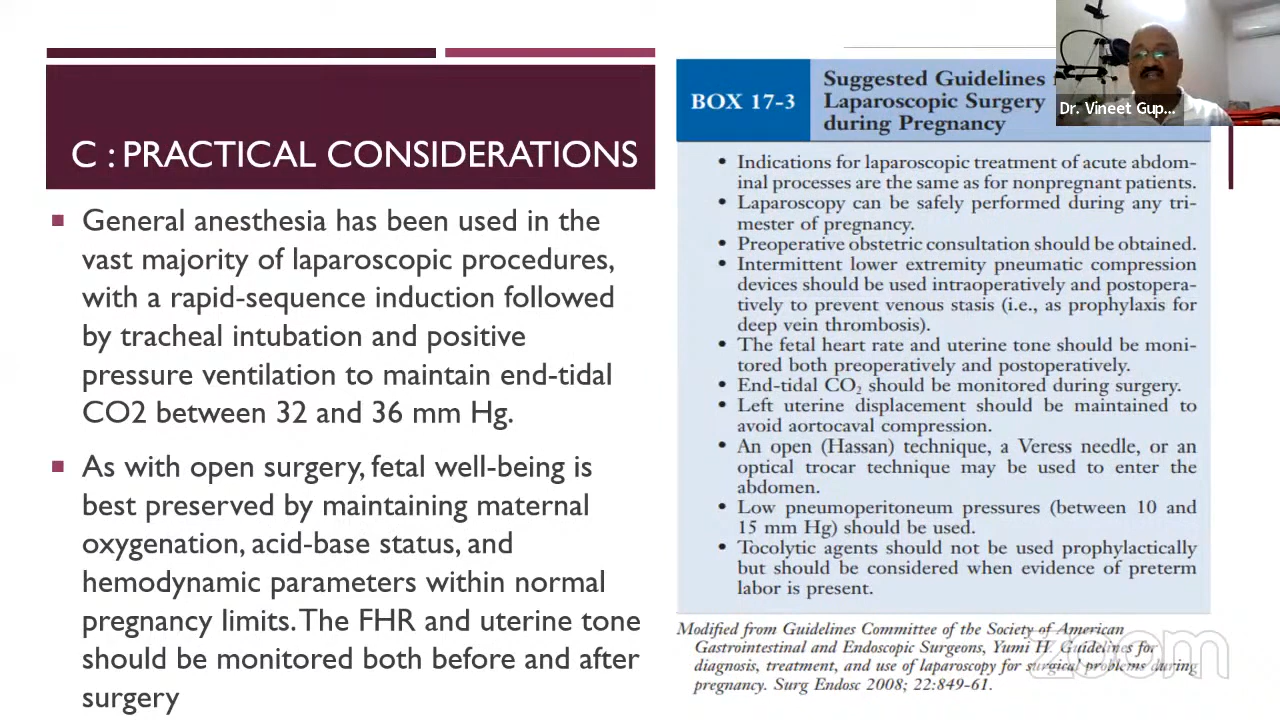 C : PRACTICAL CONSIDERATIONS
General anesthesia has been used in the
vast majority of laparoscopic procedures,
with a rapid-sequence induction followed
by tracheal intubation and positive
pressure ventilation to maintain end-tidal
CO2 between 32 and 36 mm Hg.
As with open surgery, fetal well-being is
best preserved by maintaining maternal
oxygenation, acid-base status, and
hemodynamic parameters within normal
pregnancy limits. The FHR and uterine tone
should be monitored both before and after
surgery
BOX 17-3
Suggested Guidelines
Laparoscopic Surgery
during Pregnancy
• Indications for laparoscopic treatment of acute abdom-
inal processes are the same as for nonpregnant patients.
• Laparoscopy can be safely performed during any tri-
mester of pregnancy.
• Preoperative obstetric consultation should be obtained.
• Intermittent lower extremity pneumatic compression
devices should be used intraoperatively and postopera-
tively to prevent venous stasis (i.e., as prophylaxis for
deep vein thrombosis).
• The fetal heart rate and uterine tone should be moni-
tored both preoperatively and postoperatively.
• End-tidal CO₂ should be monitored during surgery.
• Left uterine displacement should be maintained to
avoid aortocaval compression.
• An open (Hassan) technique, a Veress needle, or an
optical trocar technique may be used to enter the
abdomen.
• Low pneumoperitoneum pressures (between 10 and
15 mm Hg) should be used.
• Tocolytic agents should not be used prophylactically
but should be considered when evidence of preterm
labor is present.
Modified from Guidelines Committee of the Society of American
Gastrointestinal and Endoscopic Surgeons, Yumi H. Guidelines for
diagnosis, treatment, and use of laparoscopy for surgical problems during
pregnancy. Surg Endosc 2008; 22:849-61.
Dr. Vineet Gup...
zoom